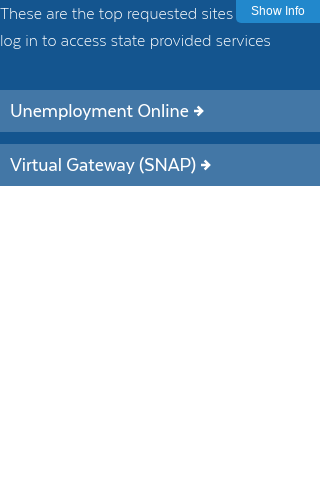 These are the top requested sites
Show Info
log in to access state provided services
Unemployment Online
Virtual Gateway (SNAP)